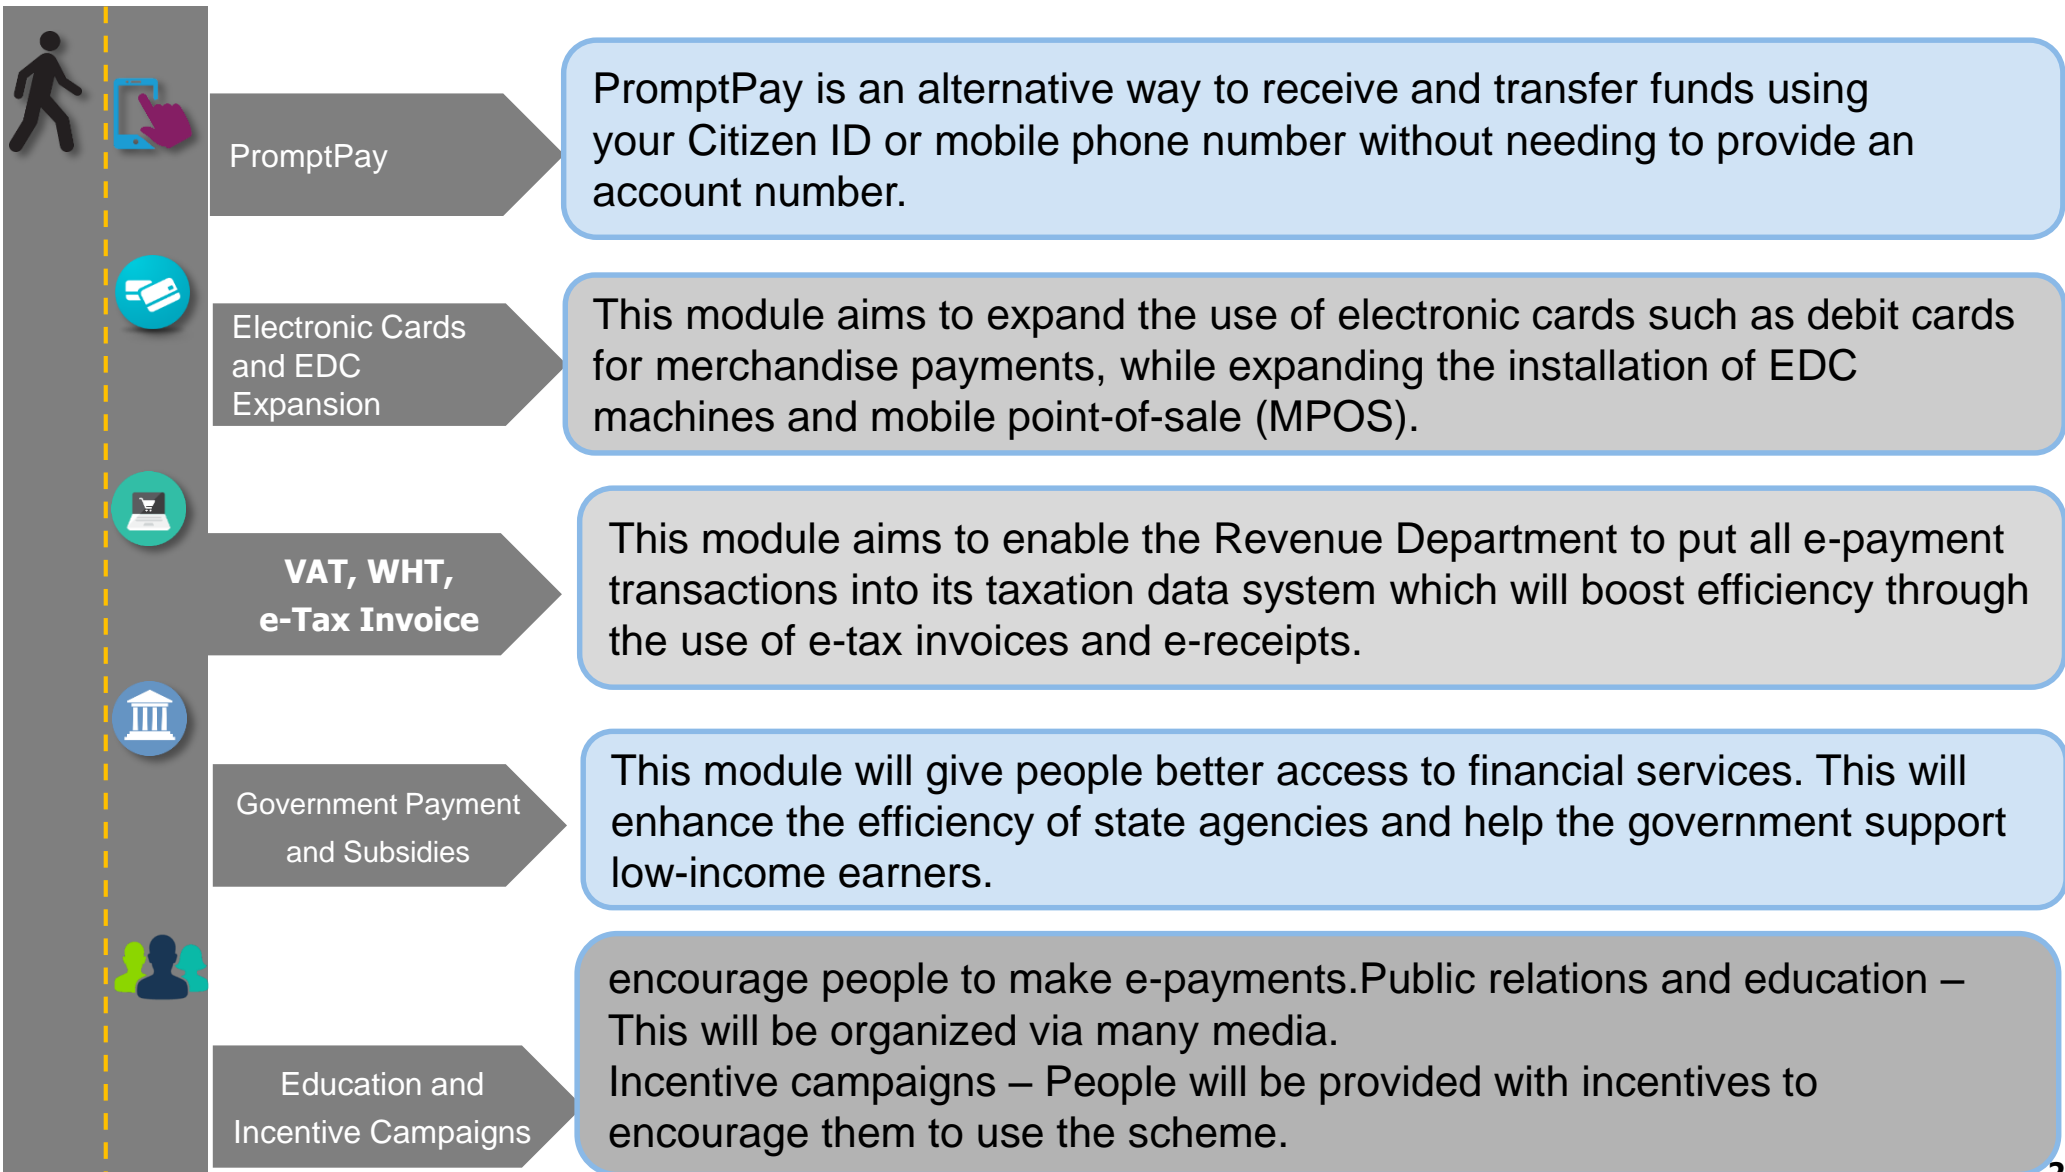 PromptPay
PromptPay is an alternative way to receive and transfer funds using
your Citizen ID or mobile phone number without needing to provide an
account number.
Electronic Cards
and EDC
Expansion
This module aims to expand the use of electronic cards such as debit cards
for merchandise payments, while expanding the installation of EDC
machines and mobile point-of-sale (MPOS).
VAT, WHT,
e-Tax Invoice
This module aims to enable the Revenue Department to put all e-payment
transactions into its taxation data system which will boost efficiency through
the use of e-tax invoices and e-receipts.
Government Payment
and Subsidies
This module will give people better access to financial services. This will
enhance the efficiency of state agencies and help the government support
low-income earners.
Education and
Incentive Campaigns
encourage people to make e-payments.Public relations and education –
This will be organized via many media.
Incentive campaigns – People will be provided with incentives to
encourage them to use the scheme.